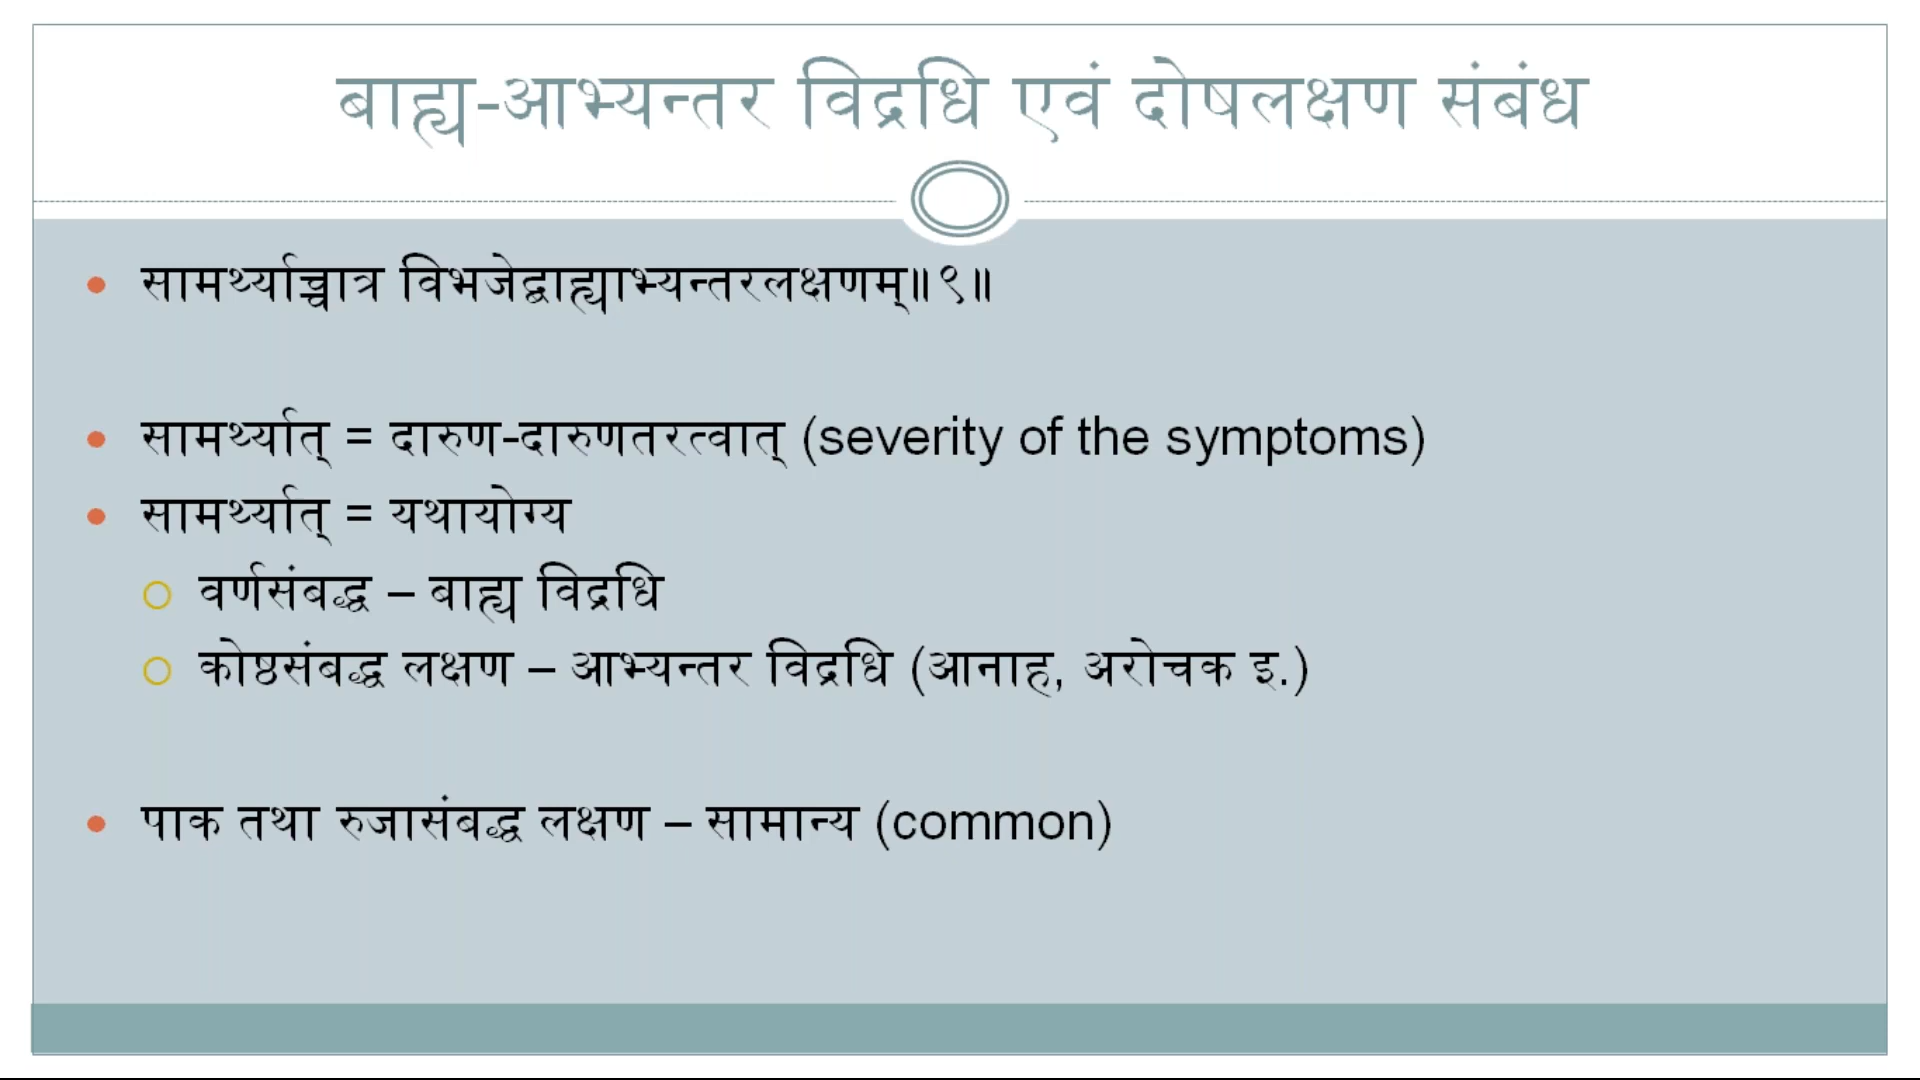 बाह्य-आभ्यन्तर विद्रधि एवं दोषलक्षण संबंध
सामर्थ्याच्चात्र विभजेद्बाह्याभ्यन्तरलक्षणम्॥९॥
सामर्थ्यात् = दारुण-दारुणतरत्वात् (severity of the symptoms)
सामर्थ्यात् = यथायोग्य
वर्णसंबद्ध – बाह्य विद्रधि
कोष्ठसंबद्ध लक्षण – आभ्यन्तर विद्रधि (आनाह, अरोचक इ.)
पाक तथा रुजासंबद्ध लक्षण – सामान्य (common)